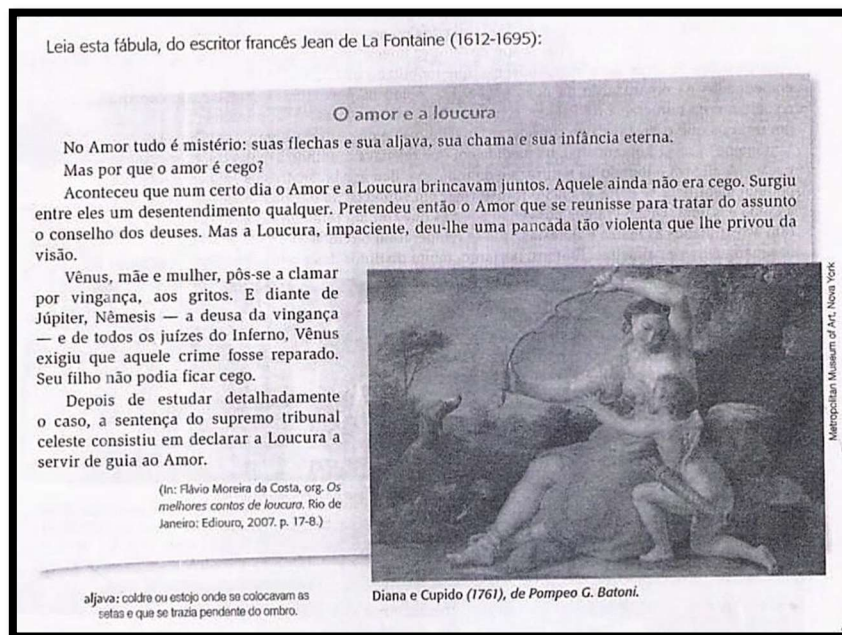 Leia esta fábula, do escritor francês Jean de La Fontaine (1612-1695):
O amor e a loucura
No Amor tudo é mistério: suas flechas e sua aljava, sua chama e sua infância eterna.
Mas por que o amor é cego?
Aconteceu que num certo dia o Amor e a Loucura brincavam juntos. Aquele ainda não era cego. Surgiu
entre eles um desentendimento qualquer. Pretendeu então o Amor que se reunisse para tratar do assunto
o conselho dos deuses. Mas a Loucura, impaciente, deu-lhe uma pancada tão violenta que lhe privou da
visão.
Vênus, mãe e mulher, pôs-se a clamar
por vingança, aos gritos. E diante de
Júpiter, Nêmesis — a deusa da vingança
— e de todos os juízes do Inferno, Vênus
exigiu que aquele crime fosse reparado.
Seu filho não podia ficar cego.
Depois de estudar detalhadamente
o caso, a sentença do supremo tribunal
celeste consistiu em declarar a Loucura a
servir de guia ao Amor.
(In: Flávio Moreira da Costa, org. Os
melhores contos de loucura. Rio de
Janeiro: Ediouro, 2007. p. 17-8.)
aljava: coldre ou estojo onde se colocavam as
setas e que se trazia pendente do ombro.
Metropolitan Museum of Art, Nova York
Diana e Cupido (1761), de Pompeo G. Batoni.